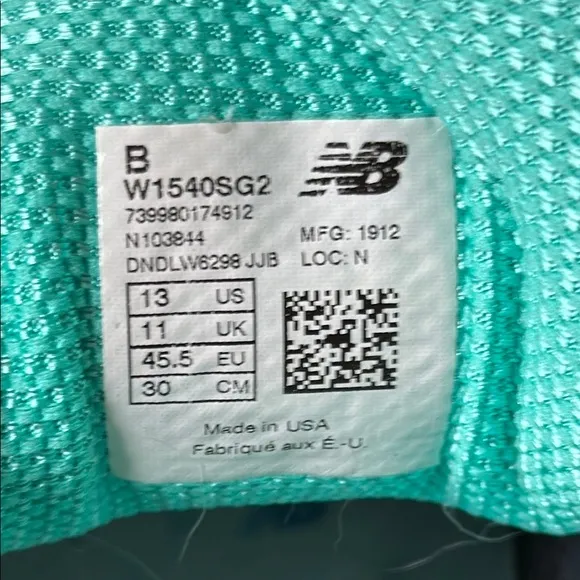 B
W1540SG2
NB
739980174912
N103844
MFG: 1912
DNDLW6298 JJB
LOC: N
13 US
11 UK
45.5 EU
30 CM
Made in USA
Fabriqué aux É.-U.